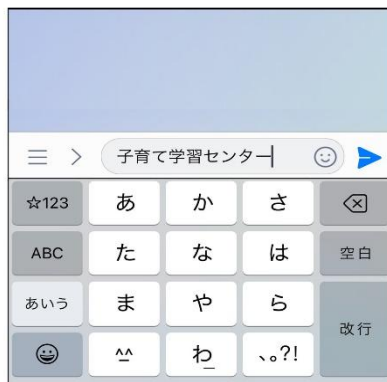 子育て学習センター
☆123 あ か さ
ABC た な は 空白
あいう ま や ら
^^ わ 、。?! 改行